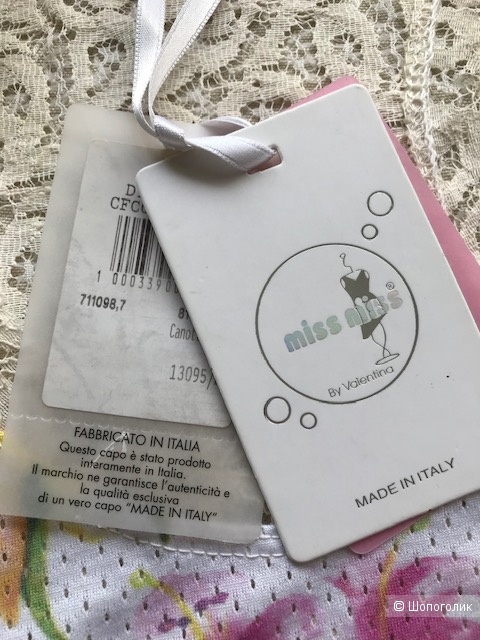 D.
CFC
1 0003390
711098,7
Canot
13095/
FABBRICATO IN ITALIA
Questo capo è stato prodotto
interamente in Italia.
Il marchio ne garantisce l'autenticità e
la qualità esclusiva
di un vero capo "MADE IN ITALY"
miss miss®
By Valentina
MADE IN ITALY
© Шопоголик